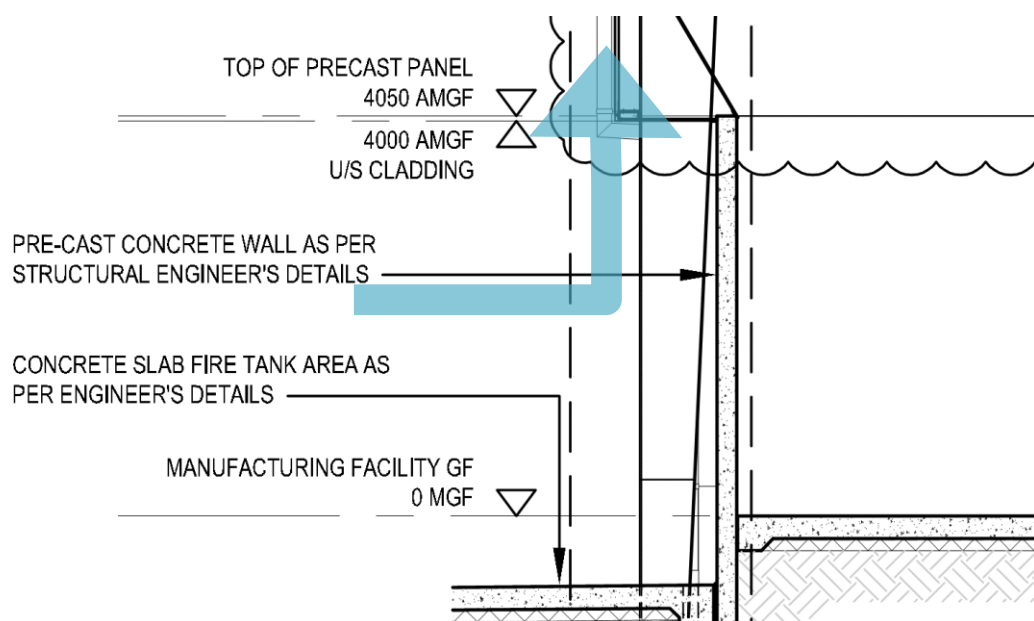 TOP OF PRECAST PANEL
4050 AMGF
4000 AMGF
U/S CLADDING
PRE-CAST CONCRETE WALL AS PER
STRUCTURAL ENGINEER'S DETAILS
CONCRETE SLAB FIRE TANK AREA AS
PER ENGINEER'S DETAILS
MANUFACTURING FACILITY GF
0 MGF